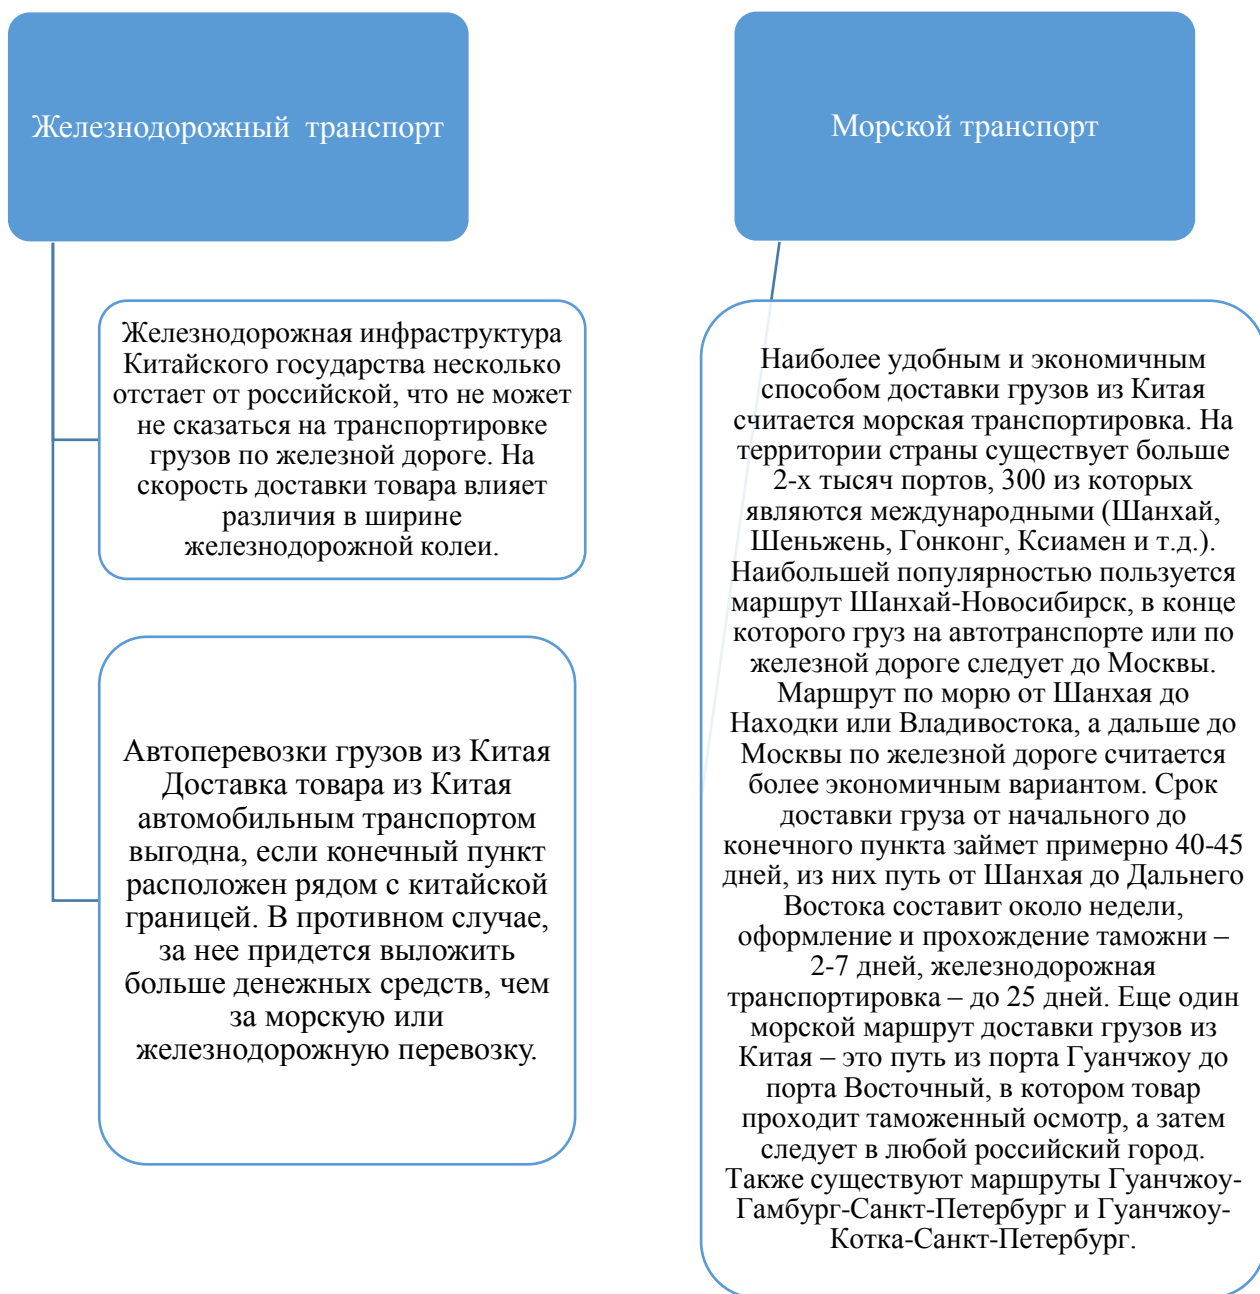 Железнодорожный транспорт
Железнодорожная инфраструктура
Китайского государства несколько
отстает от российской, что не может
не сказаться на транспортировке
грузов по железной дороге. На
скорость доставки товара влияет
различия в ширине
железнодорожной колеи.
Автоперевозки грузов из Китая
Доставка товара из Китая
автомобильным транспортом
выгодна, если конечный пункт
расположен рядом с китайской
границей. В противном случае,
за нее придется выложить
больше денежных средств, чем
за морскую или
железнодорожную перевозку.
Морской транспорт
Наиболее удобным и экономичным
способом доставки грузов из Китая
считается морская транспортировка. На
территории страны существует больше
2-х тысяч портов, 300 из которых
являются международными (Шанхай,
Шеньжень, Гонконг, Ксиамен и т.д.).
Наибольшей популярностью пользуется
маршрут Шанхай-Новосибирск, в конце
которого груз на автотранспорте или по
железной дороге следует до Москвы.
Маршрут по морю от Шанхая до
Находки или Владивостока, а дальше до
Москвы по железной дороге считается
более экономичным вариантом. Срок
доставки груза от начального до
конечного пункта займет примерно 40-45
дней, из них путь от Шанхая до Дальнего
Востока составит около недели,
оформление и прохождение таможни –
2-7 дней, железнодорожная
транспортировка – до 25 дней. Еще один
морской маршрут доставки грузов из
Китая – это путь из порта Гуанчжоу до
порта Восточный, в котором товар
проходит таможенный осмотр, а затем
следует в любой российский город.
Также существуют маршруты Гуанчжоу-
Гамбург-Санкт-Петербург и Гуанчжоу-
Котка-Санкт-Петербург.